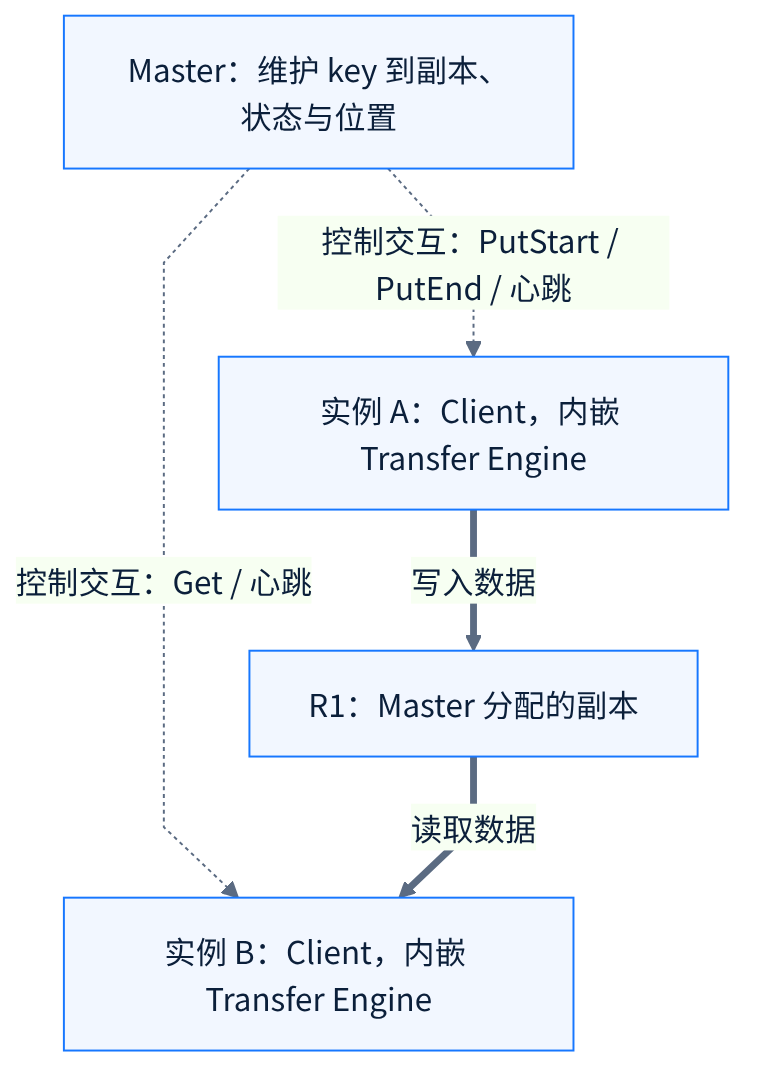 Master：维护 key 到副本、
状态与位置
控制交互：PutStart /
PutEnd / 心跳
实例 A：Client，内嵌
Transfer Engine
控制交互：Get / 心跳
写入数据
R1：Master 分配的副本
读取数据
实例 B：Client，内嵌
Transfer Engine